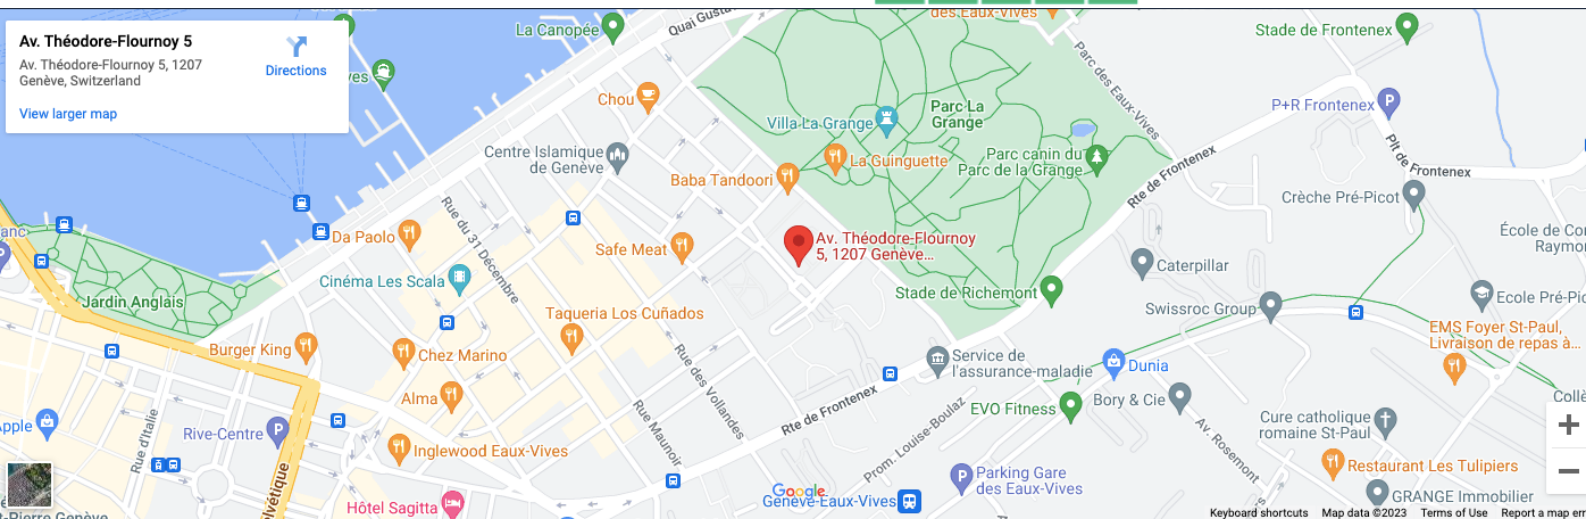 Av. Théodore-Flournoy 5
Av. Théodore-Flournoy 5, 1207
Genève, Switzerland
Directions
View larger map
La Canopée
Quai Gusta
des Eaux-Vives
Stade de Frontenex
ves
Parc des Eaux-Vives
Chou
Parc La
Grange
P+R Frontenex
Villa La Grange
Plt de Frontenex
Centre Islamique
de Genève
La Guinguette
Parc canin du
Parc de la Grange
Rte de Frontenex
Baba Tandoori
Crèche Pré-Picot
Rue du 31 Décembre
anc
Da Paolo
Safe Meat
Av. Théodore-Flournoy
5, 1207 Genève...
École de Co
Raymo
Cinéma Les Scala
Caterpillar
Jardin Anglais
Stade de Richemont
Swissroc Group
Ecole Pré-Pic
Taqueria Los Cuñados
EMS Foyer St-Paul,
Livraison de repas à...
Burger King
Chez Marino
Service de
l'assurance-maladie
Dunia
Rue des Vollandes
Alma
Rte de Frontenex
EVO Fitness
Bory & Cie
Collè
Apple
Rive-Centre
Rue d'Italie
Rue Maunoir
Prom. Louise-Boulaz
Av. Rosemont
Cure catholique
romaine St-Paul
Inglewood Eaux-Vives
Restaurant Les Tulipiers
Parking Gare
des Eaux-Vives
elvétique
Hôtel Sagitta
Google
Genève-Eaux-Vives
GRANGE Immobilier
t-Pierre Genève
Keyboard shortcuts
Map data ©2023
Terms of Use
Report a map err